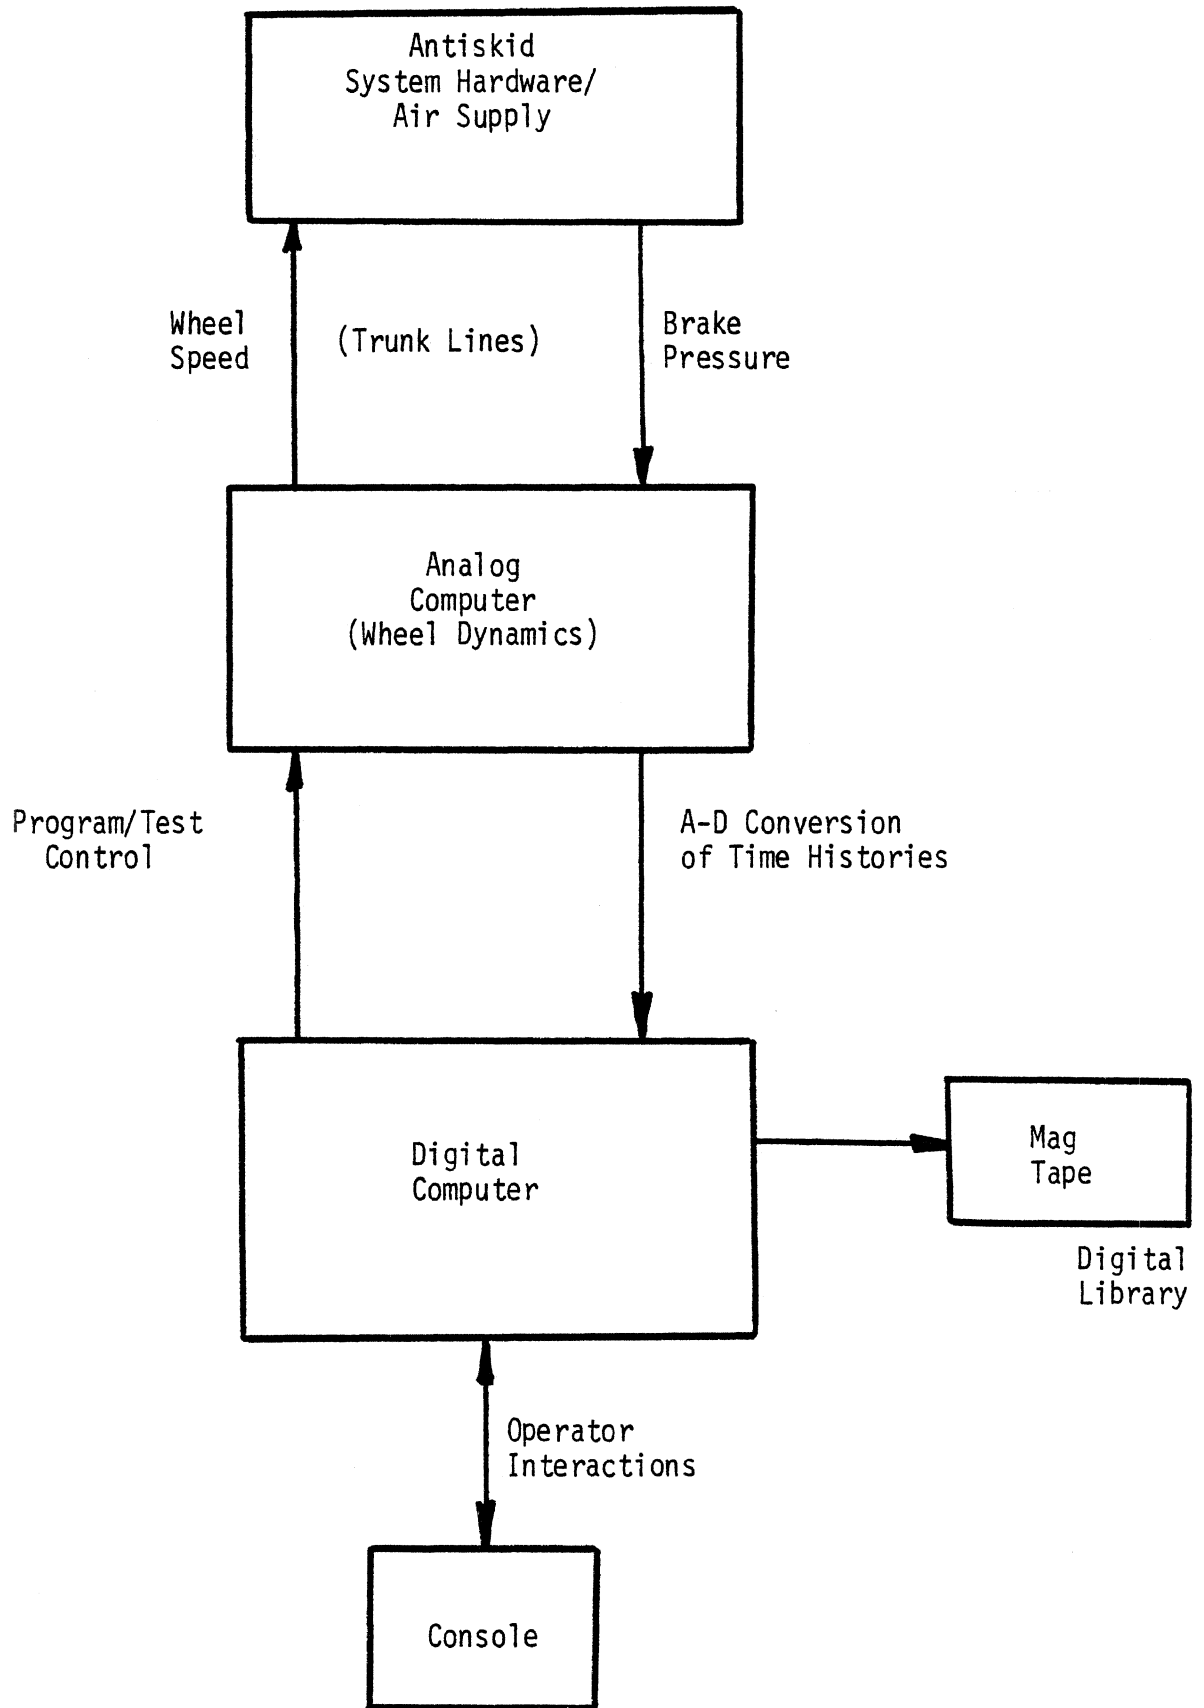 Antiskid
System Hardware/
Air Supply
Wheel
Speed
(Trunk Lines)
Brake
Pressure
Analog
Computer
(Wheel Dynamics)
Program/Test
Control
A-D Conversion
of Time Histories
Digital
Computer
Mag
Tape
Digital
Library
Operator
Interactions
Console